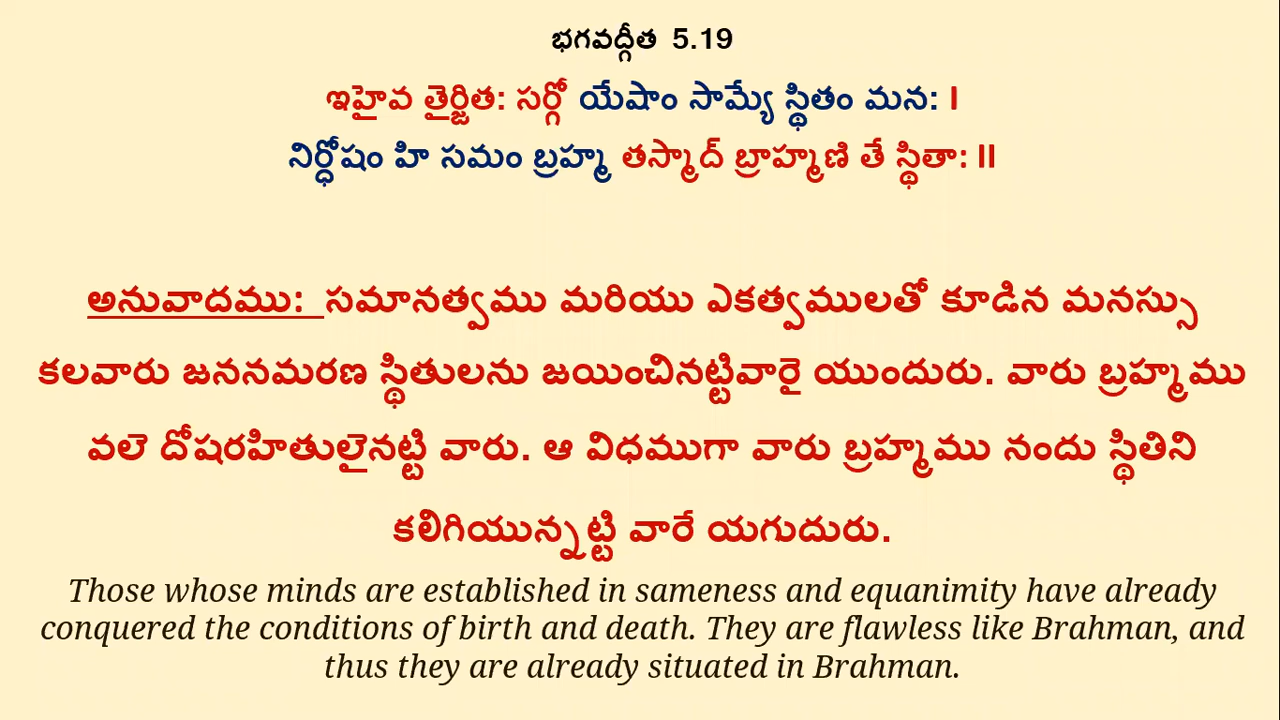 భగవద్గీత 5.19
ఇహైవ తైర్జిత: సర్గో యేషాం సామ్యే స్థితం మన: I
నిర్ధోషం హి సమం బ్రహ్మ తస్మాద్ బ్రాహ్మణి తే స్థితా: II
అనువాదము: సమానత్వము మరియు ఎకత్వములతో కూడిన మనస్సు
కలవారు జననమరణ స్థితులను జయించినట్టివారై యుందురు. వారు బ్రహ్మము
వలె దోషరహితులైనట్టి వారు. ఆ విధముగా వారు బ్రహ్మము నందు స్థితిని
కలిగియున్నట్టి వారే యగుదురు.
Those whose minds are established in sameness and equanimity have already
conquered the conditions of birth and death. They are flawless like Brahman, and
thus they are already situated in Brahman.